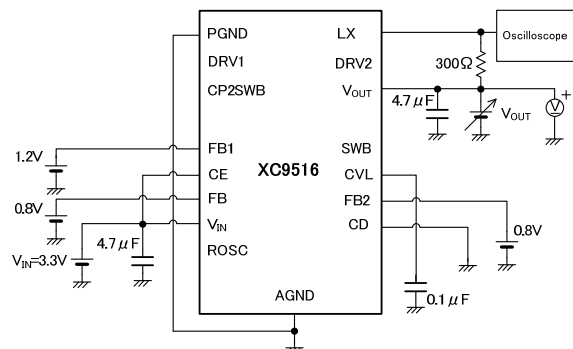 PGND
LX
Oscilloscope
DRV1
DRV2
300Ω
CP2SWB
VOUT
4.7μF
VOUT
V
+
1.2V
FB1
SWB
CE
XC9516
CVL
0.8V
FB
FB2
VIN
CD
0.8V
VIN=3.3V
4.7μF
ROSC
AGND
0.1μF